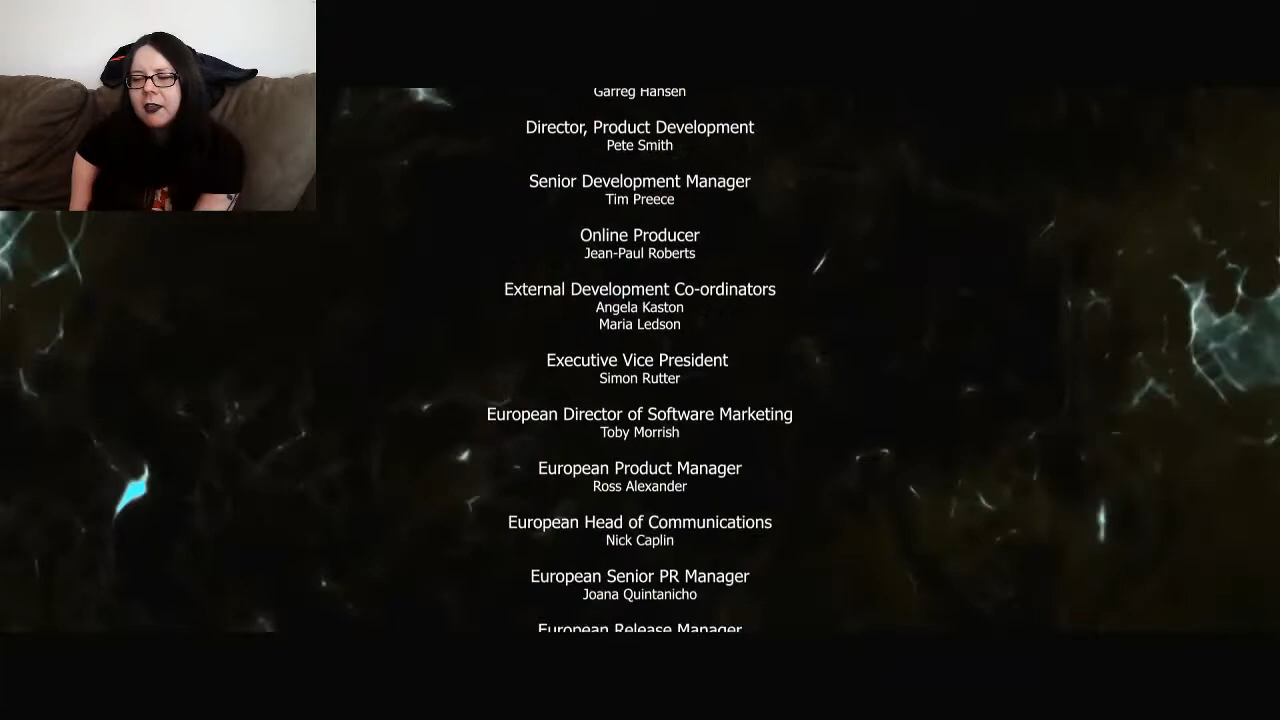 Garreg Hansen
Director, Product Development
Pete Smith
Senior Development Manager
Tim Preece
Online Producer
Jean-Paul Roberts
External Development Co-ordinators
Angela Kaston
Maria Ledson
Executive Vice President
Simon Rutter
European Director of Software Marketing
Toby Morrish
European Product Manager
Ross Alexander
European Head of Communications
Nick Caplin
European Senior PR Manager
Joana Quintanicho
European Release Manager